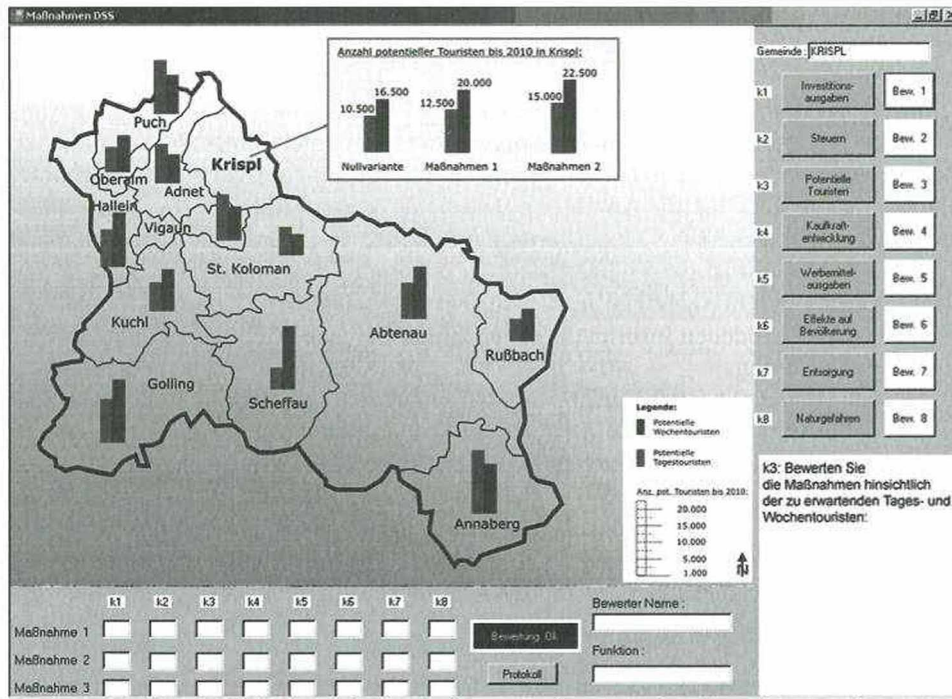 Maßnahmen DSS
Anzahl potentieller Touristen bis 2010 in Krispl:
10.500
16.500
12.500
20.000
15.000
22.500
Nullvariante
Maßnahmen 1
Maßnahmen 2
Puch
Krispl
Oberalm
Adnet
Hallein
Vigaun
St. Koloman
Kuchl
Abtenau
Rußbach
Golling
Scheffau
Annaberg
Legende:
Potentielle
Wochentouristen
Potentielle
Tagestouristen
Anz. pot. Touristen bis 2010:
20.000
15.000
10.000
5.000
1.000
N
Gemeinde : KRISPL
k1 Investitions-
ausgaben Bew. 1
k2 Steuern Bew. 2
k3 Potentielle
Touristen Bew. 3
k4 Kaufkraft-
entwicklung Bew. 4
k5 Werbemittel-
ausgaben Bew. 5
k6 Effekte auf
Bevölkerung Bew. 6
k7 Entsorgung Bew. 7
k8 Naturgefahren Bew. 8
k3: Bewerten Sie
die Maßnahmen hinsichtlich
der zu erwartenden Tages- und
Wochentouristen:
k1 k2 k3 k4 k5 k6 k7 k8
Maßnahme 1
Maßnahme 2
Maßnahme 3
Bewertung Ok
Protokoll
Bewerter Name :
Funktion :